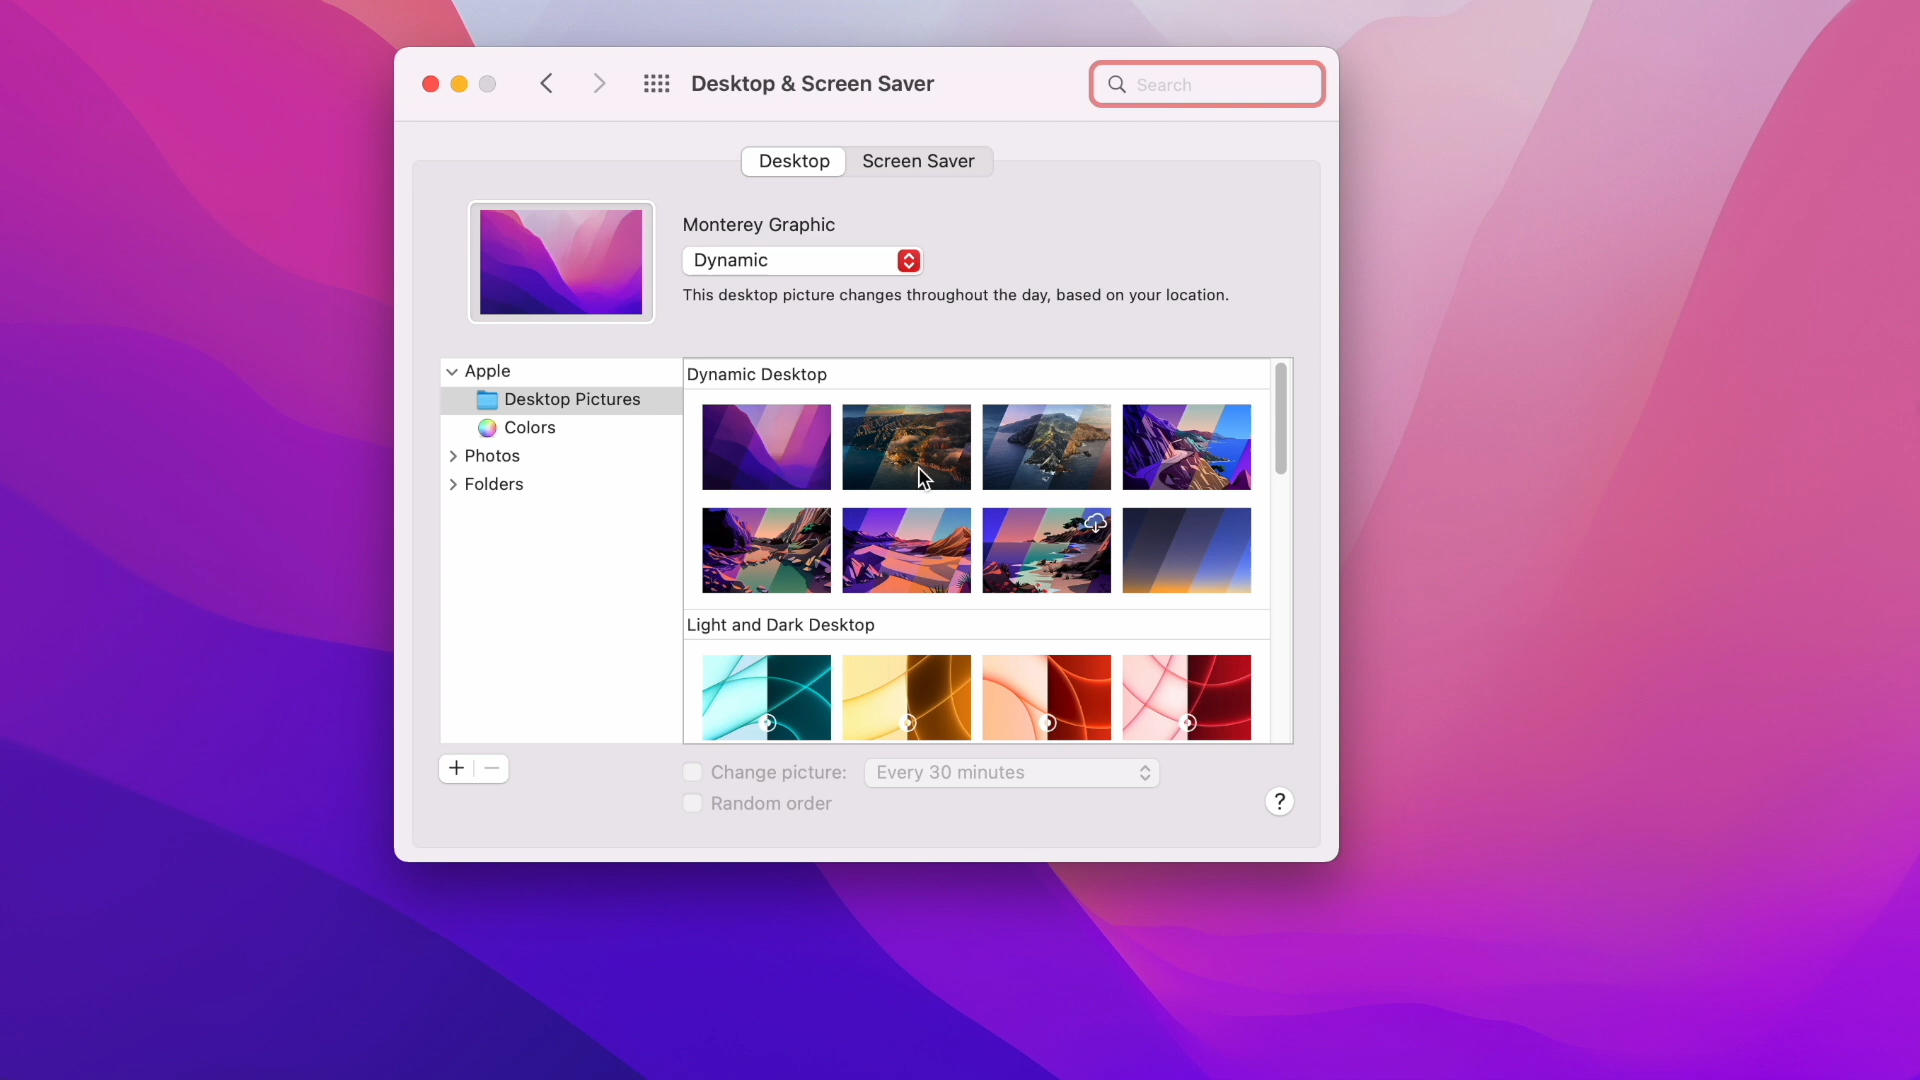 Desktop & Screen Saver
Search
Desktop
Screen Saver
Monterey Graphic
Dynamic
This desktop picture changes throughout the day, based on your location.
Apple
Desktop Pictures
Colors
Photos
Folders
Dynamic Desktop
Light and Dark Desktop
Change picture:
Every 30 minutes
Random order
?